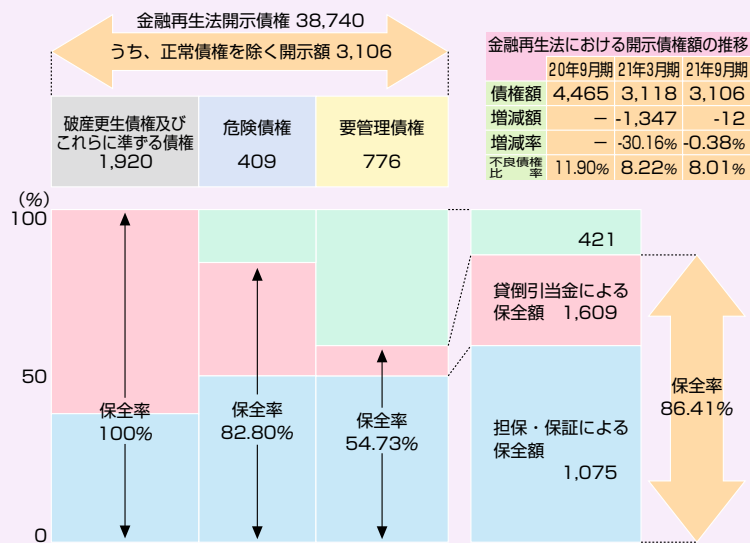 金融再生法開示債権 38,740
うち、正常債権を除く開示額 3,106
破産更生債権及び
これらに準ずる債権
1,920
危険債権
409
要管理債権
776
金融再生法における開示債権額の推移
20年9月期 21年3月期 21年9月期
債権額 4,465 3,118 3,106
増減額 － -1,347 -12
増減率 － -30.16% -0.38%
不良債権
比　率 11.90% 8.22% 8.01%
(%)
100
50
0
保全率
100%
保全率
82.80%
保全率
54.73%
421
貸倒引当金による
保全額 1,609
担保・保証による
保全額
1,075
保全率
86.41%